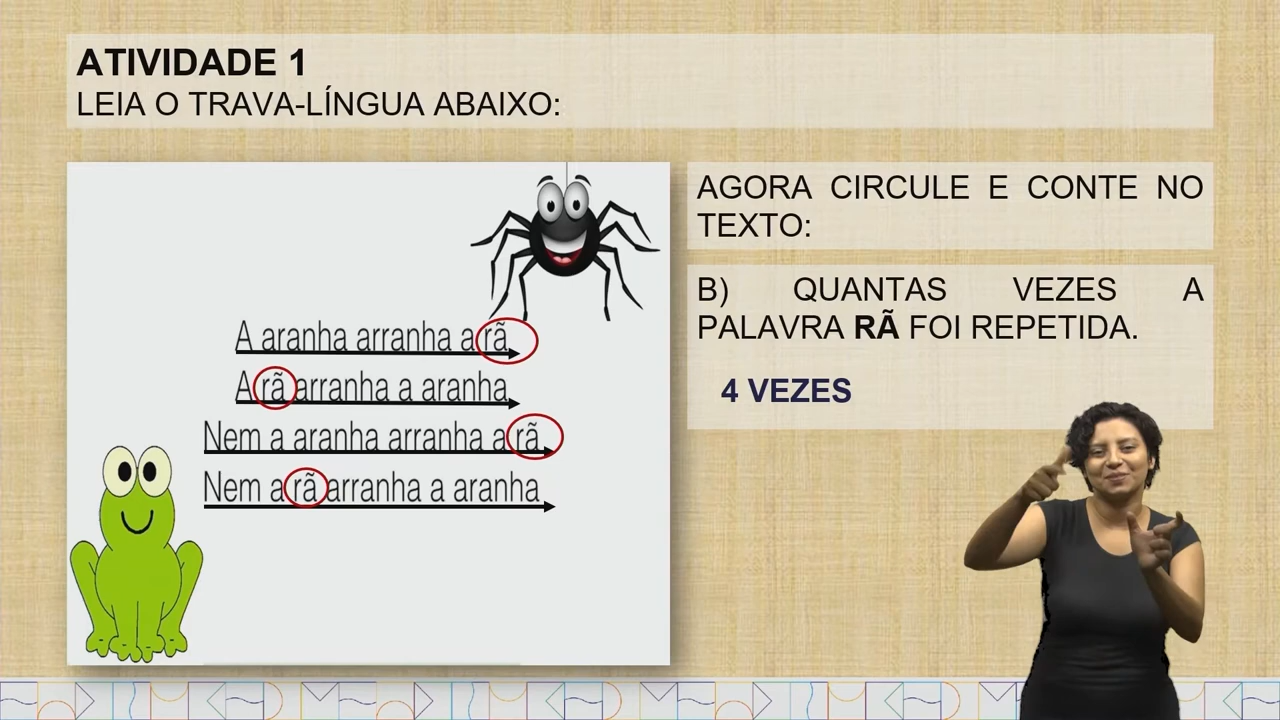 ATIVIDADE 1
LEIA O TRAVA-LÍNGUA ABAIXO:
A aranha arranha a rã
A rã arranha a aranha
Nem a aranha arranha a rã
Nem a rã arranha a aranha
AGORA CIRCULE E CONTE NO
TEXTO:
B) QUANTAS VEZES A
PALAVRA RÃ FOI REPETIDA.
4 VEZES